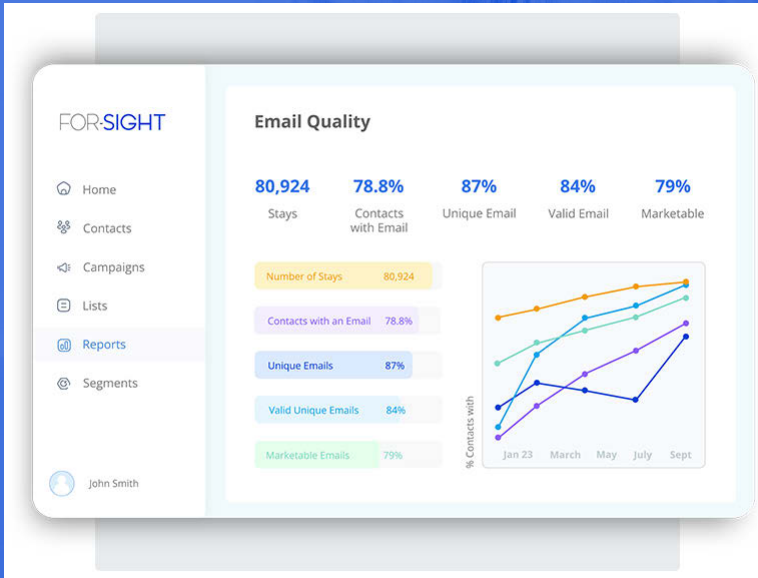 FOR-SIGHT
Home
Contacts
Campaigns
Lists
Reports
Segments
John Smith
Email Quality
80,924 78.8% 87% 84% 79%
Stays Contacts Unique Email Valid Email Marketable
with Email
Number of Stays 80,924
Contacts with an Email 78.8%
Unique Emails 87%
Valid Unique Emails 84%
Marketable Emails 79%
% Contacts with
Jan 23 March May July Sept